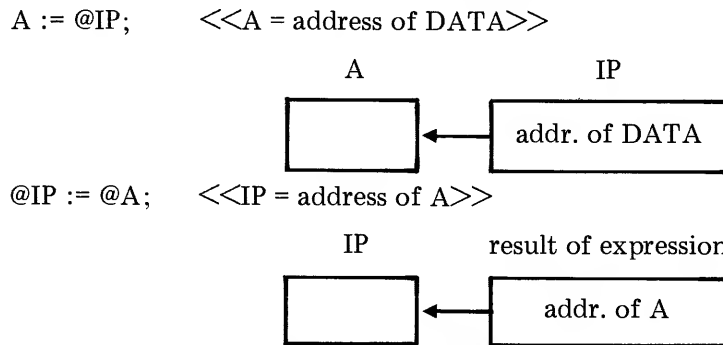 A := @IP; <<A = address of DATA>>
A IP
addr. of DATA
@IP := @A; <<IP = address of A>>
IP result of expression
addr. of A